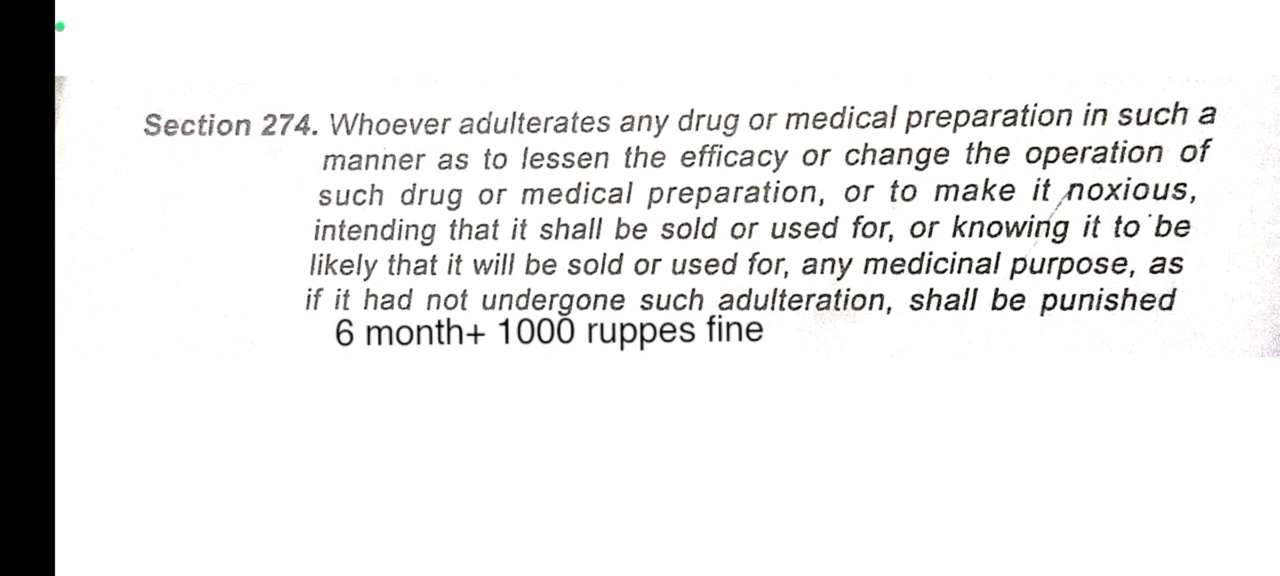 Section 274. Whoever adulterates any drug or medical preparation in such a
manner as to lessen the efficacy or change the operation of
such drug or medical preparation, or to make it noxious,
intending that it shall be sold or used for, or knowing it to be
likely that it will be sold or used for, any medicinal purpose, as
if it had not undergone such adulteration, shall be punished
6 month+ 1000 ruppes fine